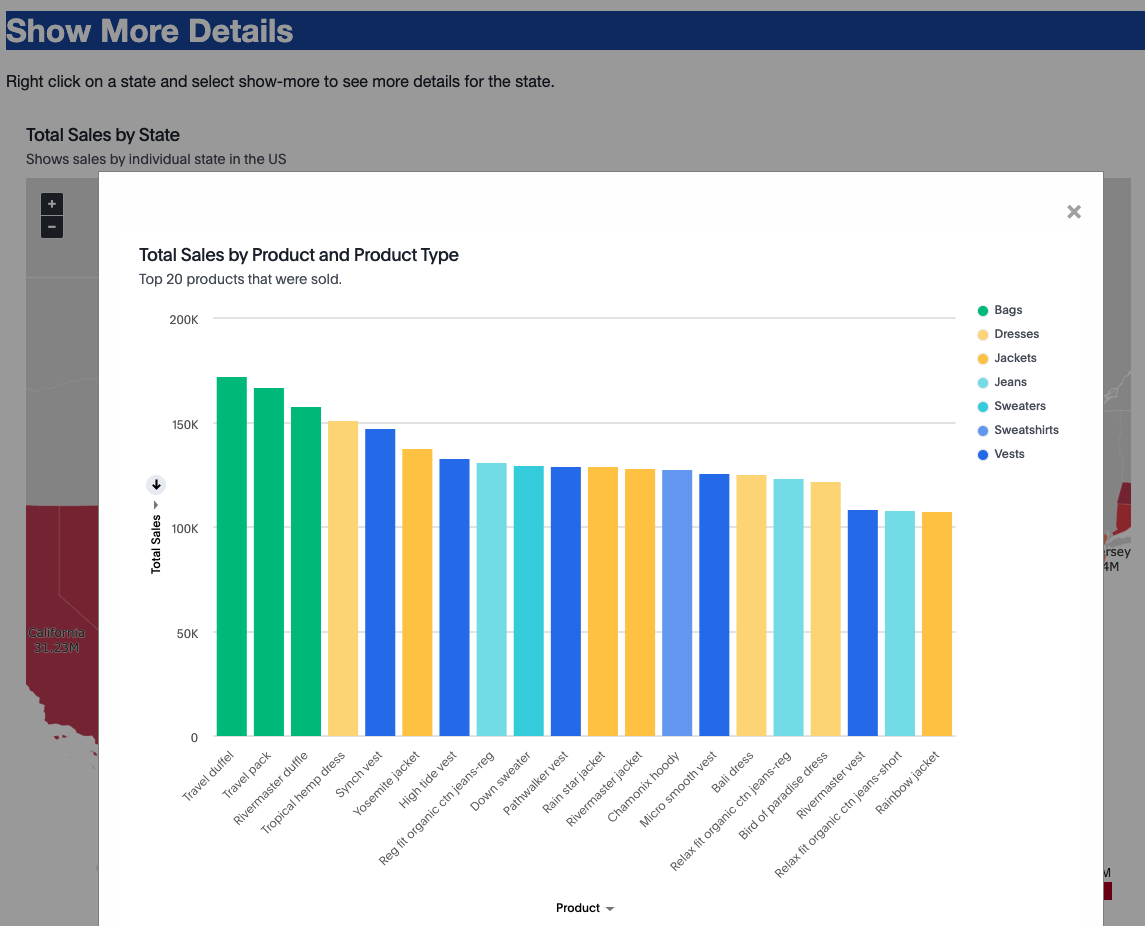 Show More Details
Right click on a state and select show-more to see more details for the state.
Total Sales by State
Shows sales by individual state in the US
+
−
Total Sales by Product and Product Type
Top 20 products that were sold.
200K
150K
100K
50K
0
Total Sales
Bags
Dresses
Jackets
Jeans
Sweaters
Sweatshirts
Vests
California
31.23M
Travel duffel
Travel pack
Rivermaster duffle
Tropical hemp dress
Synch vest
Yosemite jacket
High tide vest
Reg fit organic ctn jeans-reg
Down sweater
Pathwalker vest
Rain star jacket
Rivermaster jacket
Chamonix hoody
Micro smooth vest
Bali dress
Relax fit organic ctn jeans-reg
Bird of paradise dress
Rivermaster vest
Relax fit organic ctn jeans-short
Rainbow jacket
Product
ersey
4M
M